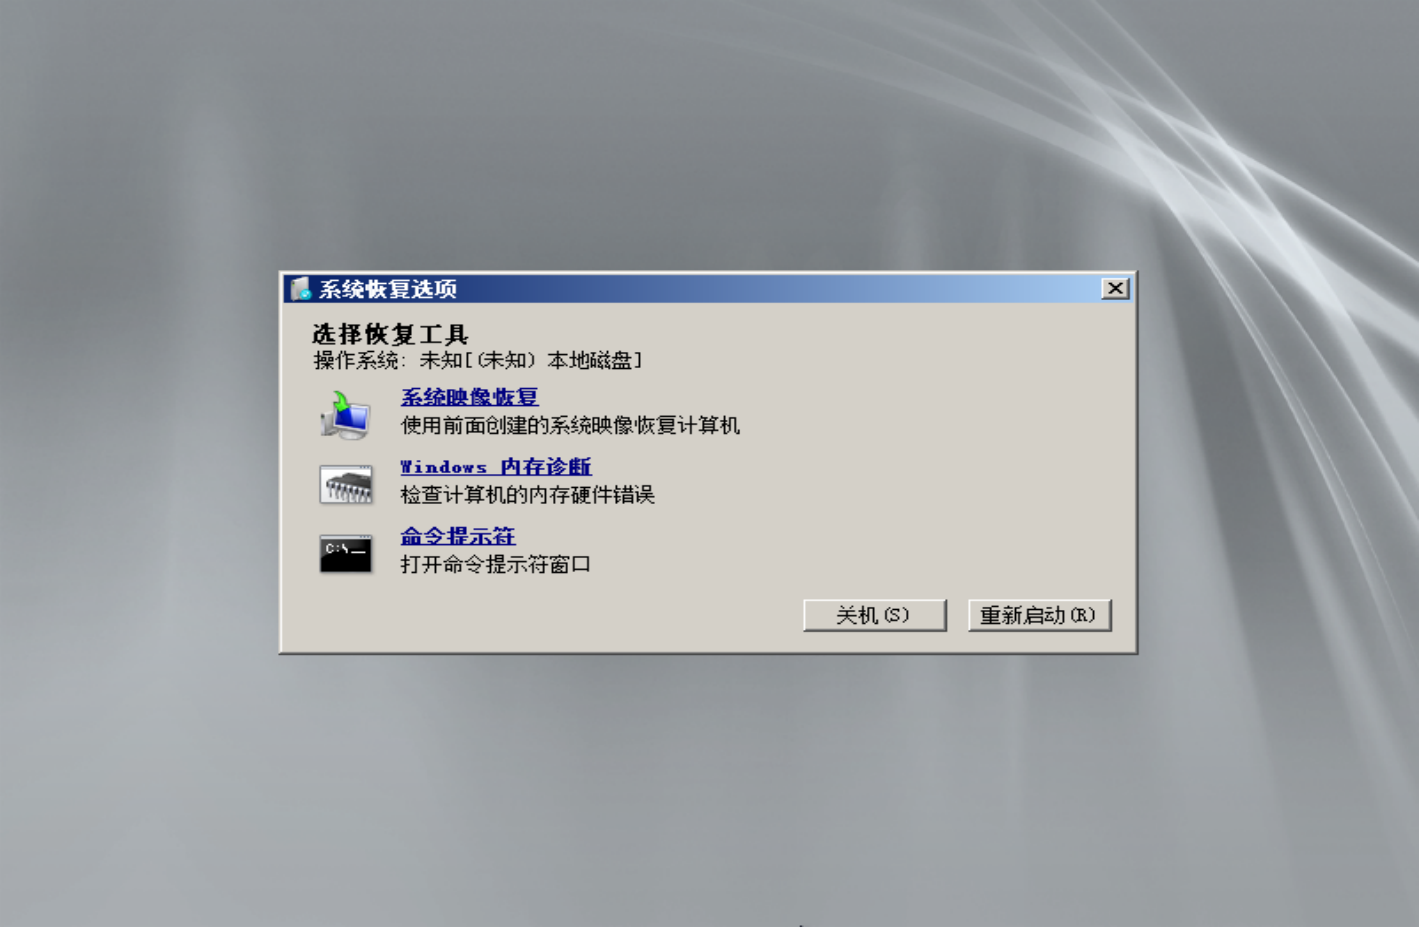 系统恢复选项
选择恢复工具
操作系统: 未知[(未知) 本地磁盘]
系统映像恢复
使用前面创建的系统映像恢复计算机
Windows 内存诊断
检查计算机的内存硬件错误
C:\_
命令提示符
打开命令提示符窗口
关机(S)
重新启动(R)